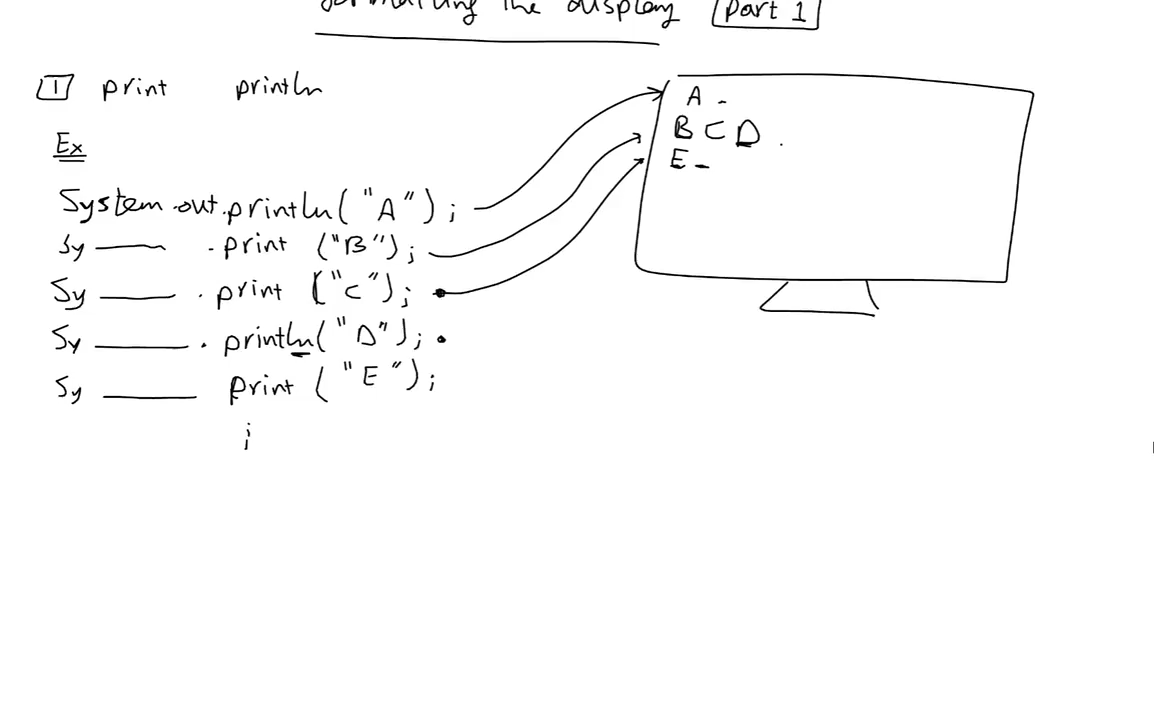 formatting the display Part 1
1 print println
Ex
System.out.println("A");
Sy .print ("B");
Sy .print ("C");
Sy .println("D");
Sy print ("E");
;
A
B C D
E